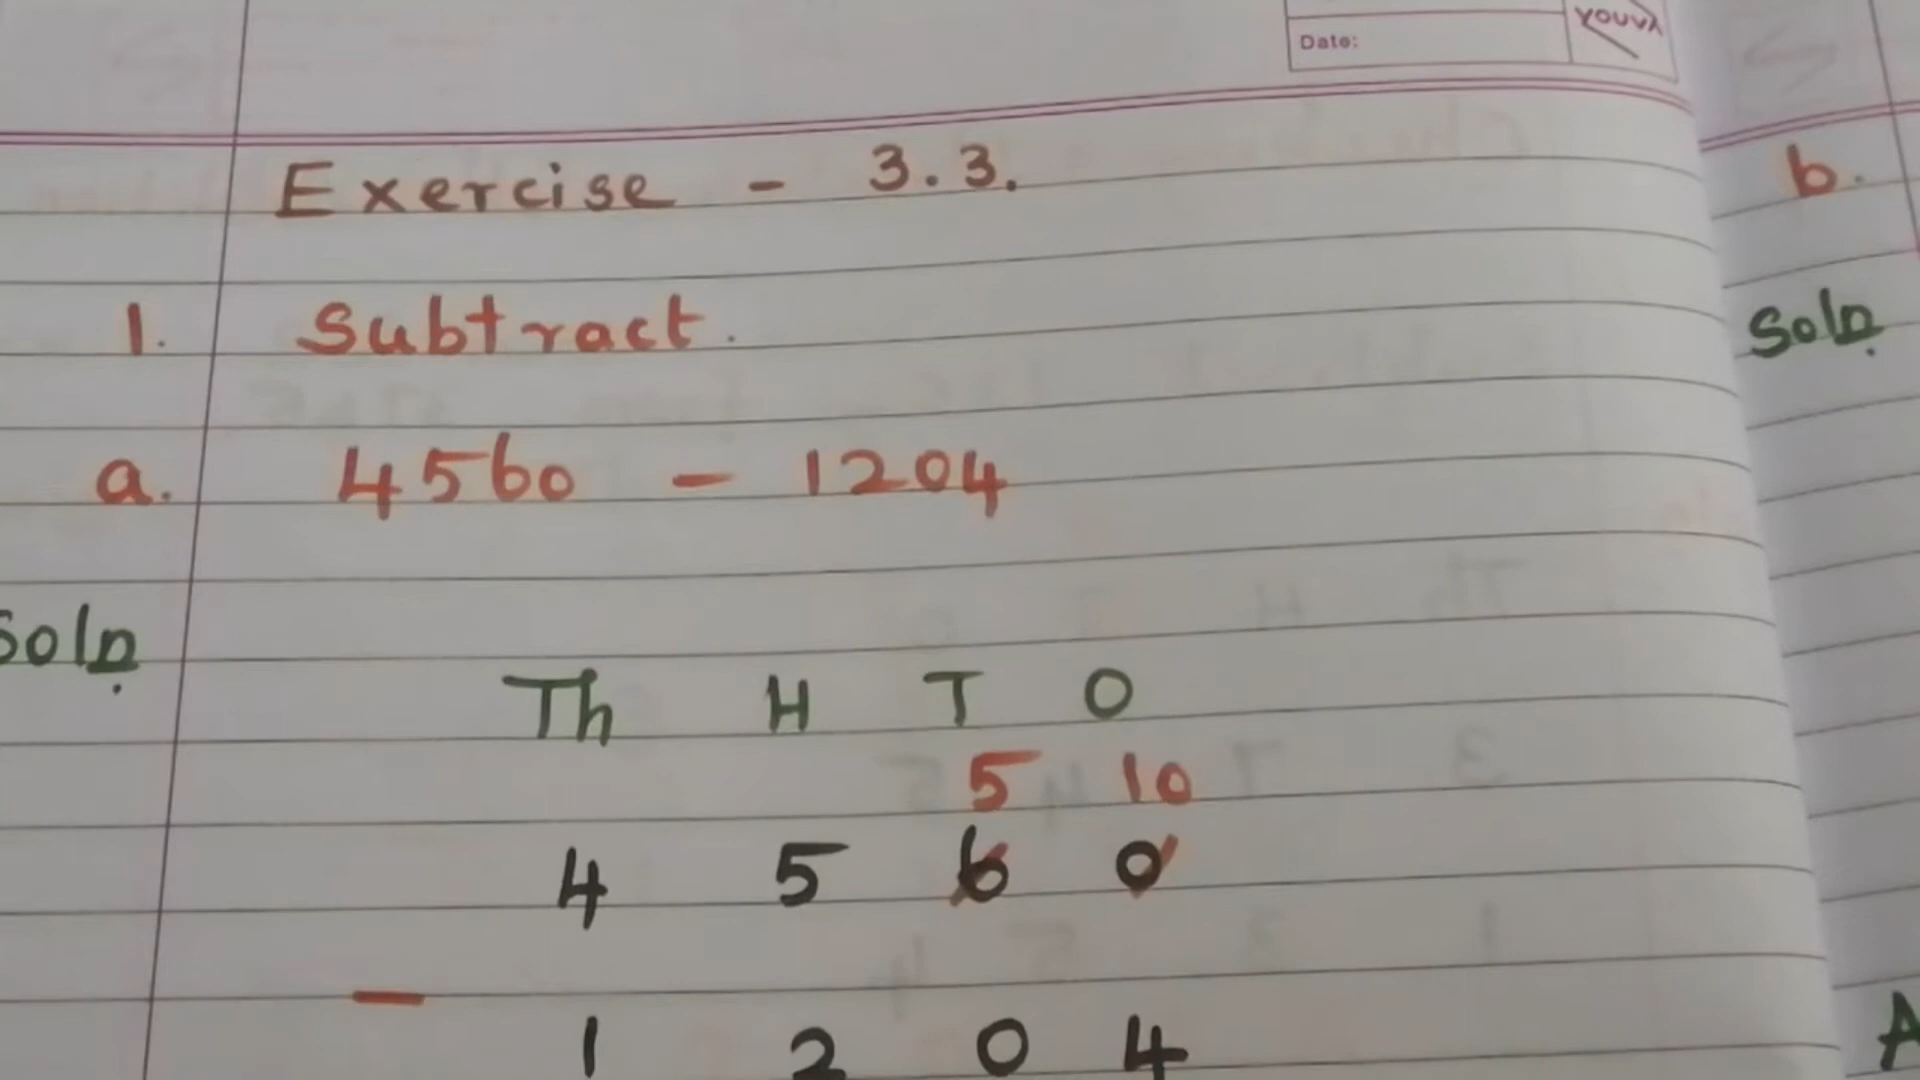 YOUVA
Date:
Exercise - 3.3.
1. Subtract.
a. 4560 - 1204
Soln
Th H T O
5 10
4 5 6 0
-
1 2 0 4
b.
Soln
A